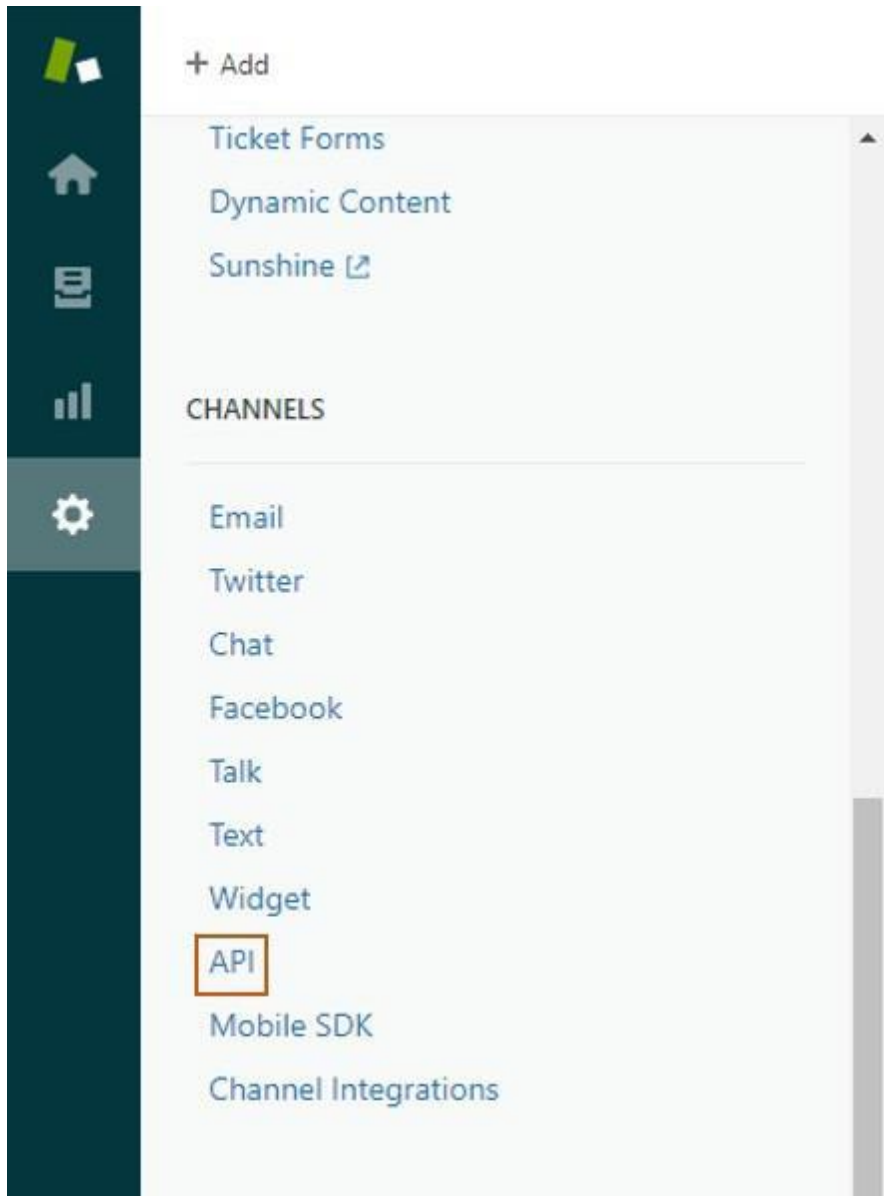 + Add
Ticket Forms
Dynamic Content
Sunshine
CHANNELS
Email
Twitter
Chat
Facebook
Talk
Text
Widget
API
Mobile SDK
Channel Integrations